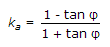 kₐ = (1 - tan φ) / (1 + tan φ)